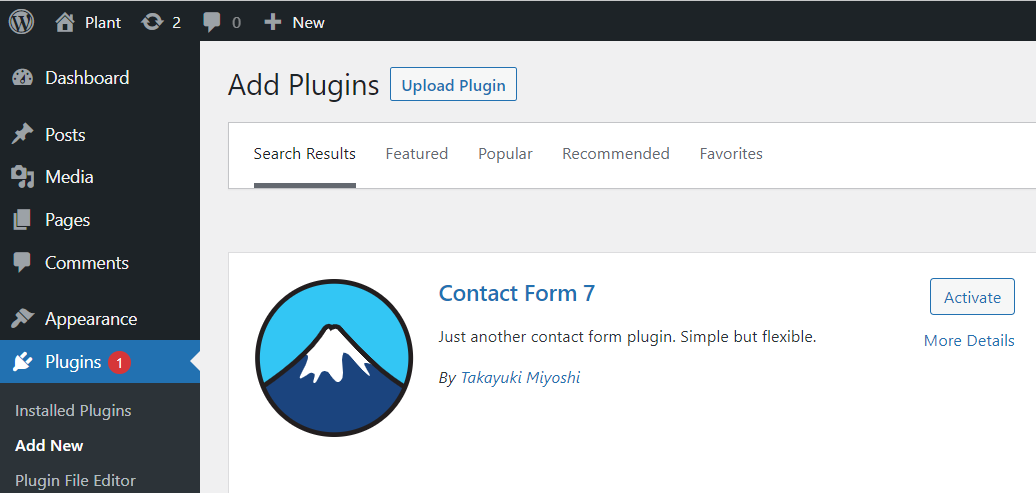 Plant 2 0 New
Dashboard
Posts
Media
Pages
Comments
Appearance
Plugins 1
Installed Plugins
Add New
Plugin File Editor
Add Plugins Upload Plugin
Search Results Featured Popular Recommended Favorites
Contact Form 7
Activate
Just another contact form plugin. Simple but flexible.
More Details
By Takayuki Miyoshi